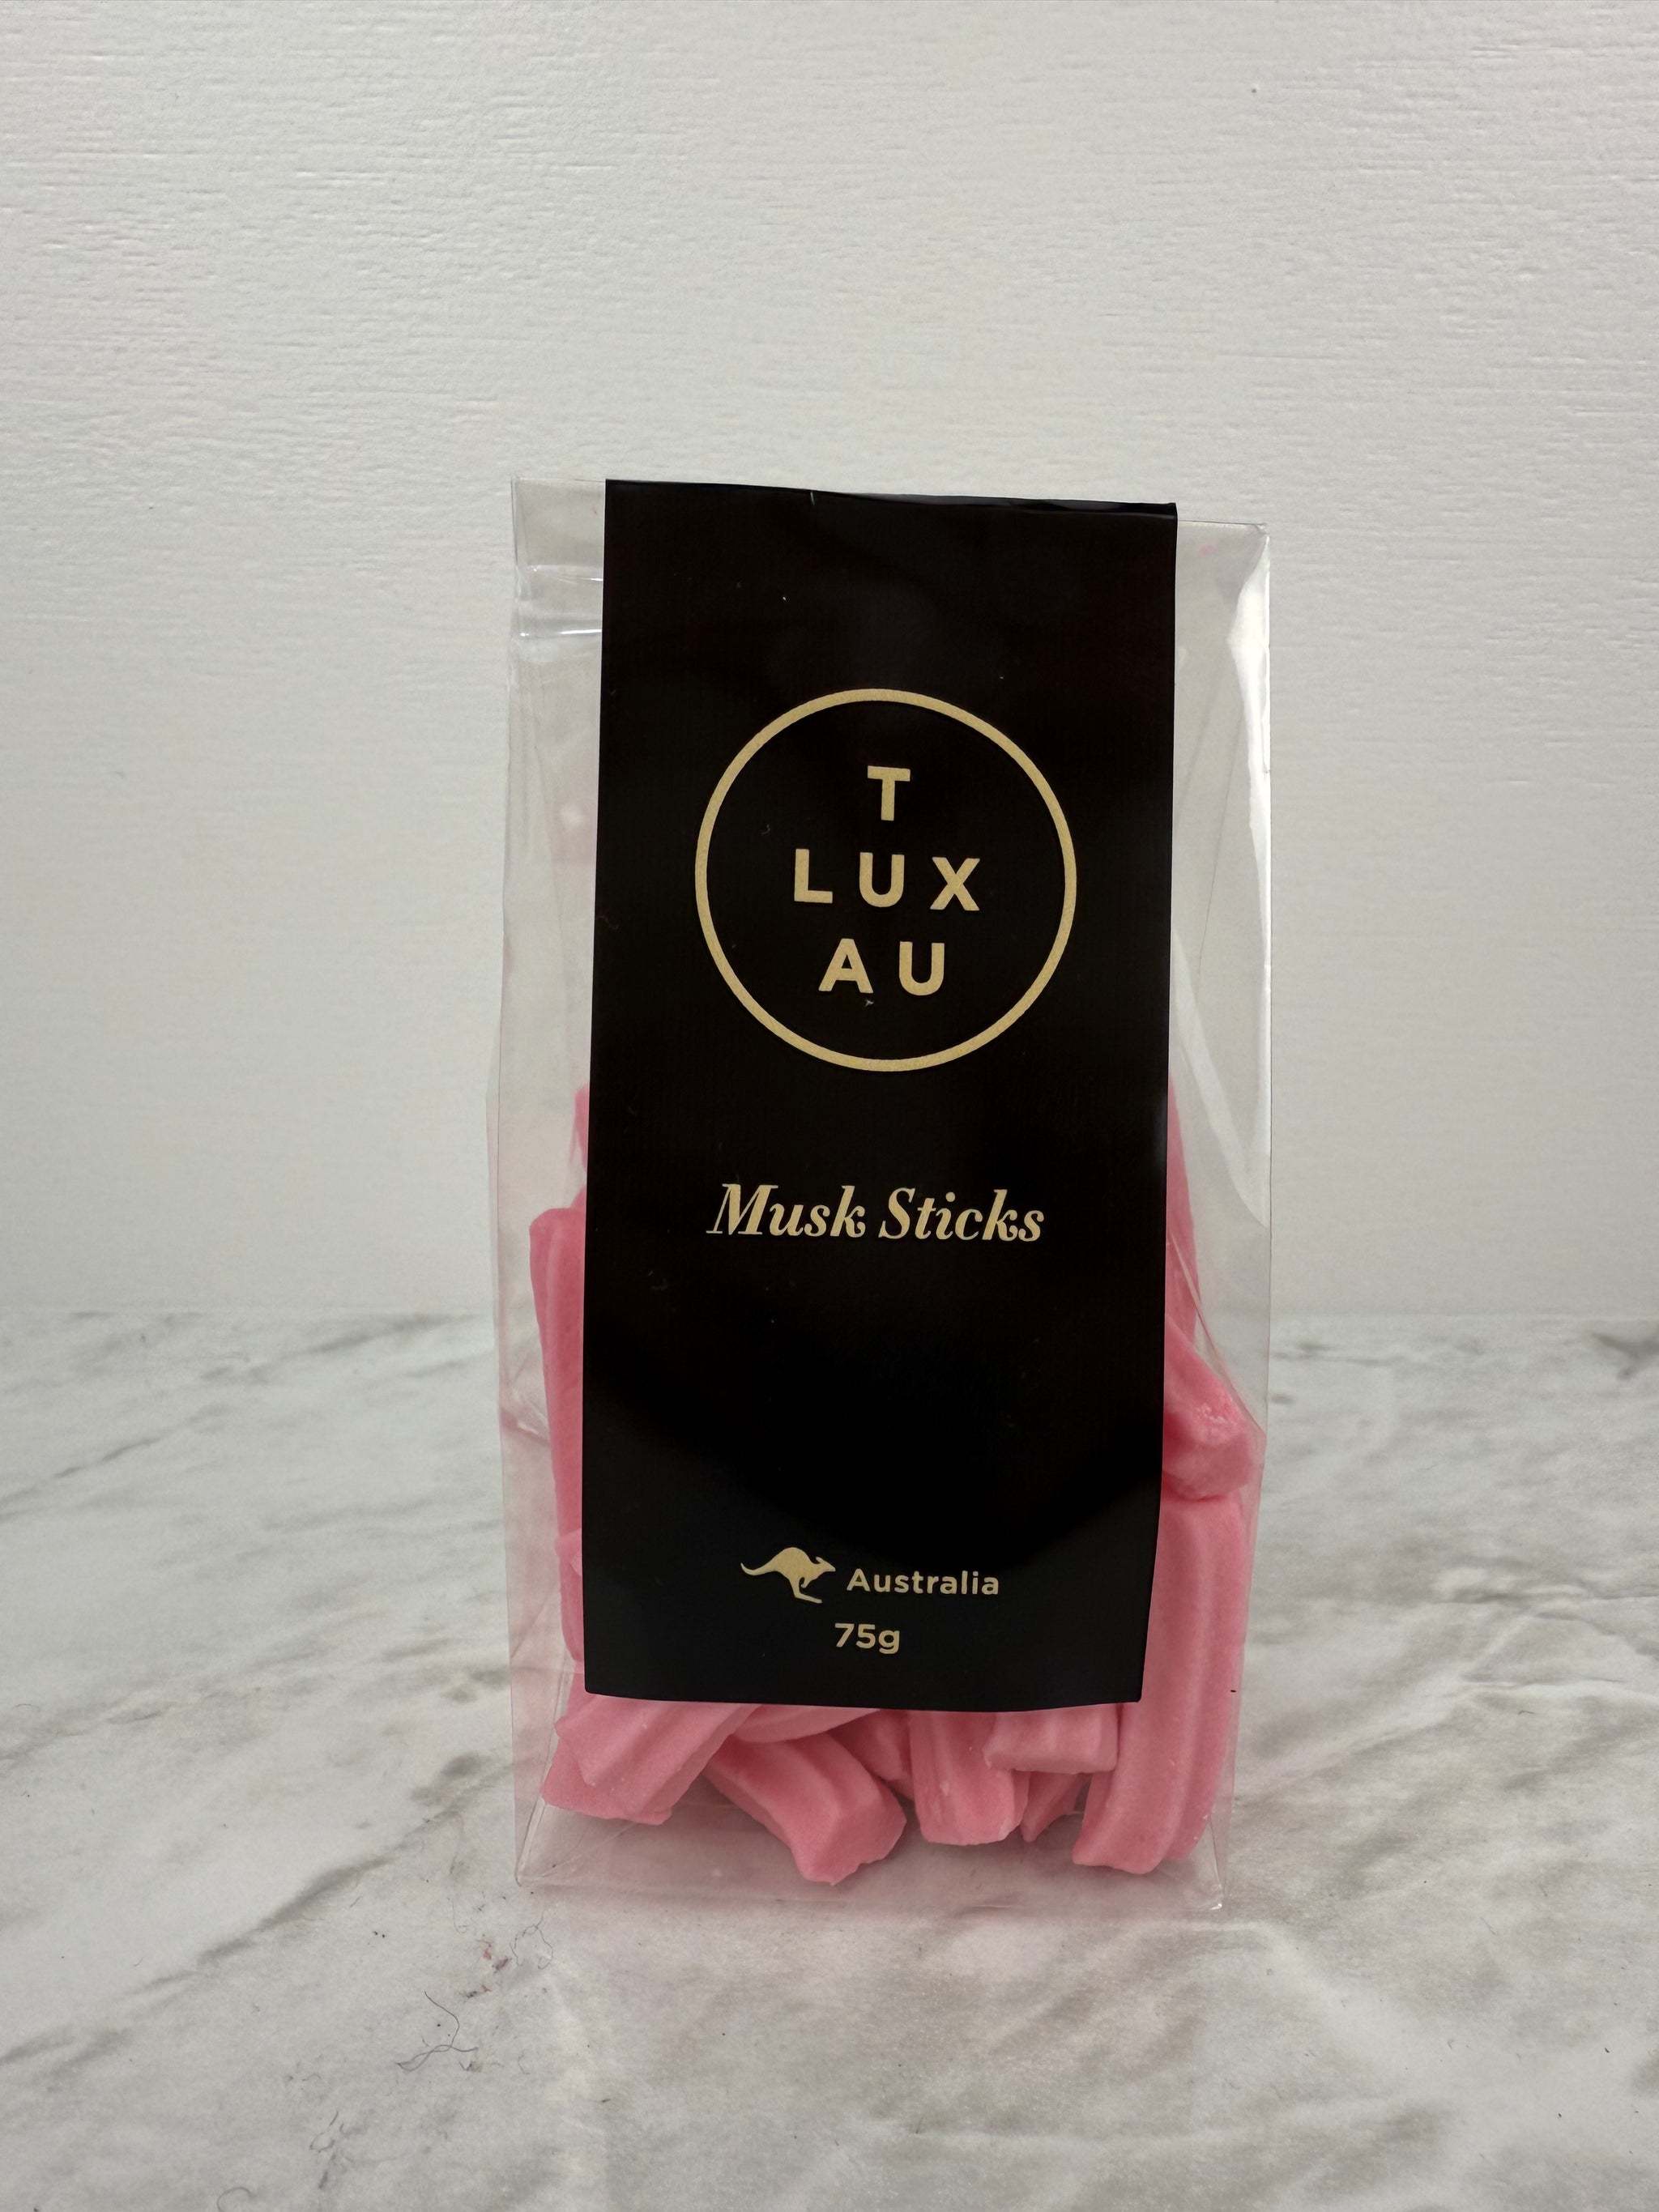 T
LUX
AU
Musk Sticks
Australia
75g